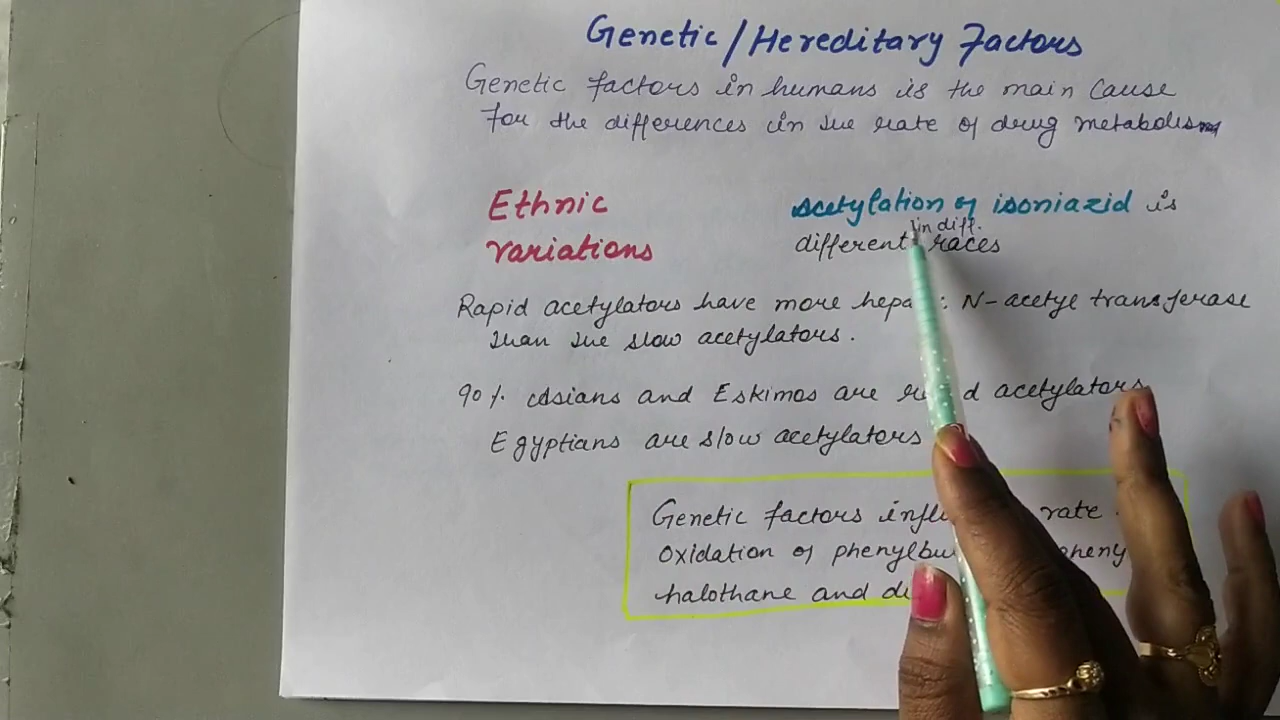 Genetic/Hereditary Factors
Genetic factors in humans is the main cause
for the differences in the rate of drug metabolism
Ethnic
variations
acetylation of isoniazid is
in diff.
different races
Rapid acetylators have more N-acetyl transferase
than the slow acetylators.
90% Asians and Eskimos are acetylators
Egyptians are slow acetylators
Genetic factors rate
oxidation of
halothane and